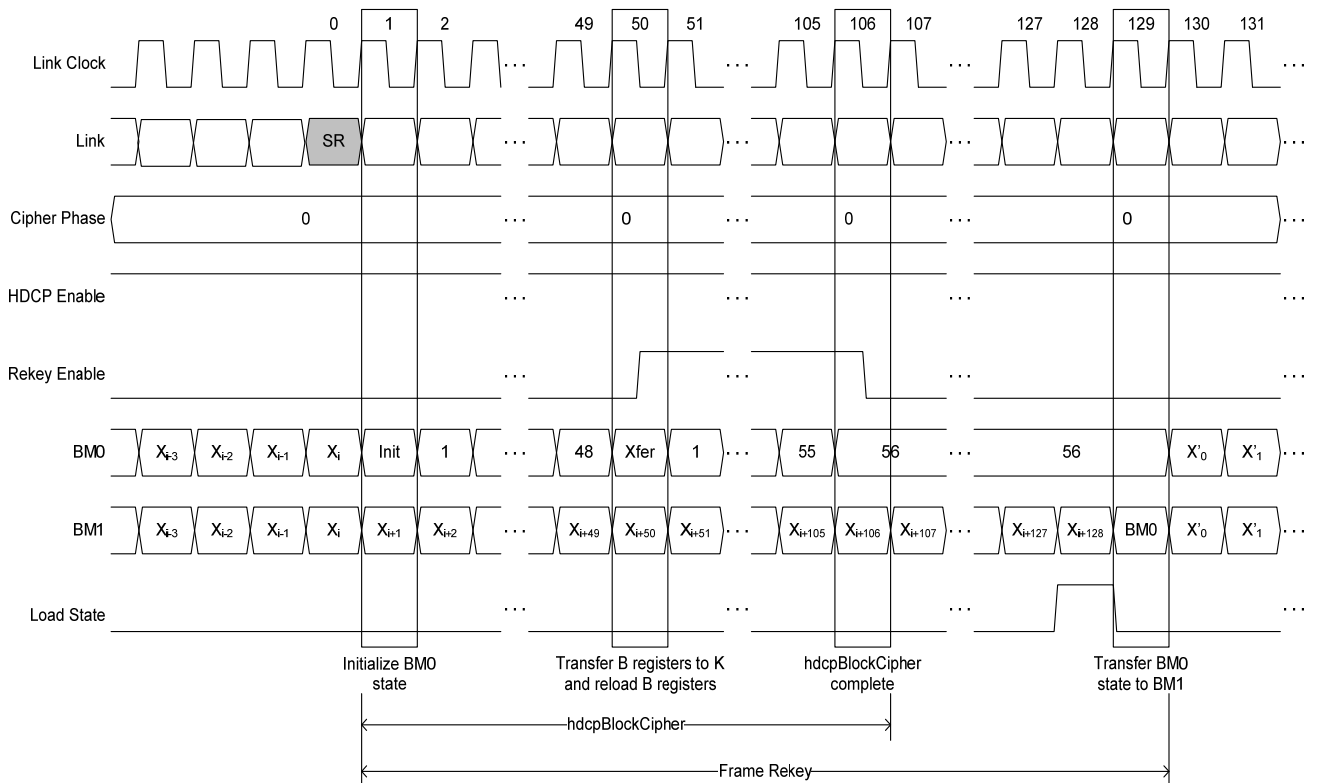 0 1 2 49 50 51 105 106 107 127 128 129 130 131
Link Clock ··· ··· ··· ···
Link SR ··· ··· ··· ···
Cipher Phase 0 ··· 0 ··· 0 ··· 0 ···
HDCP Enable ··· ··· ··· ···
Rekey Enable ··· ··· ··· ···
BM0 Xi-3 Xi-2 Xi-1 Xi Init 1 ··· 48 Xfer 1 ··· 55 56 ··· 56 X'0 X'1 ···
BM1 Xi-3 Xi-2 Xi-1 Xi Xi+1 Xi+2 ··· Xi+49 Xi+50 Xi+51 ··· Xi+105 Xi+106 Xi+107 ··· Xi+127 Xi+128 BM0 X'0 X'1 ···
Load State ··· ··· ··· ···
Initialize BM0
state
Transfer B registers to K
and reload B registers
hdcpBlockCipher
complete
Transfer BM0
state to BM1
hdcpBlockCipher
Frame Rekey